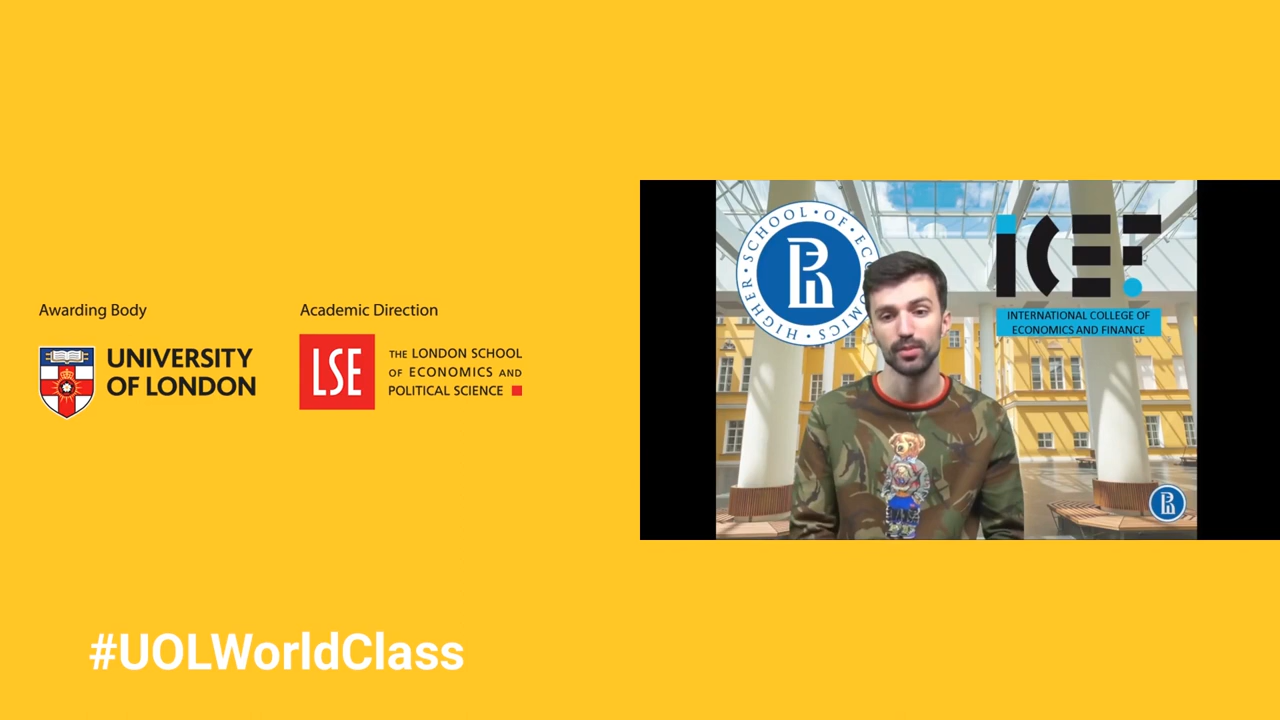 Awarding Body
UNIVERSITY
OF LONDON
Academic Direction
LSE
THE LONDON SCHOOL
OF ECONOMICS AND
POLITICAL SCIENCE
HIGHER • SCHOOL • OF
INTERNATIONAL COLLEGE OF
ECONOMICS AND FINANCE
ICEF
#UOLWorldClass